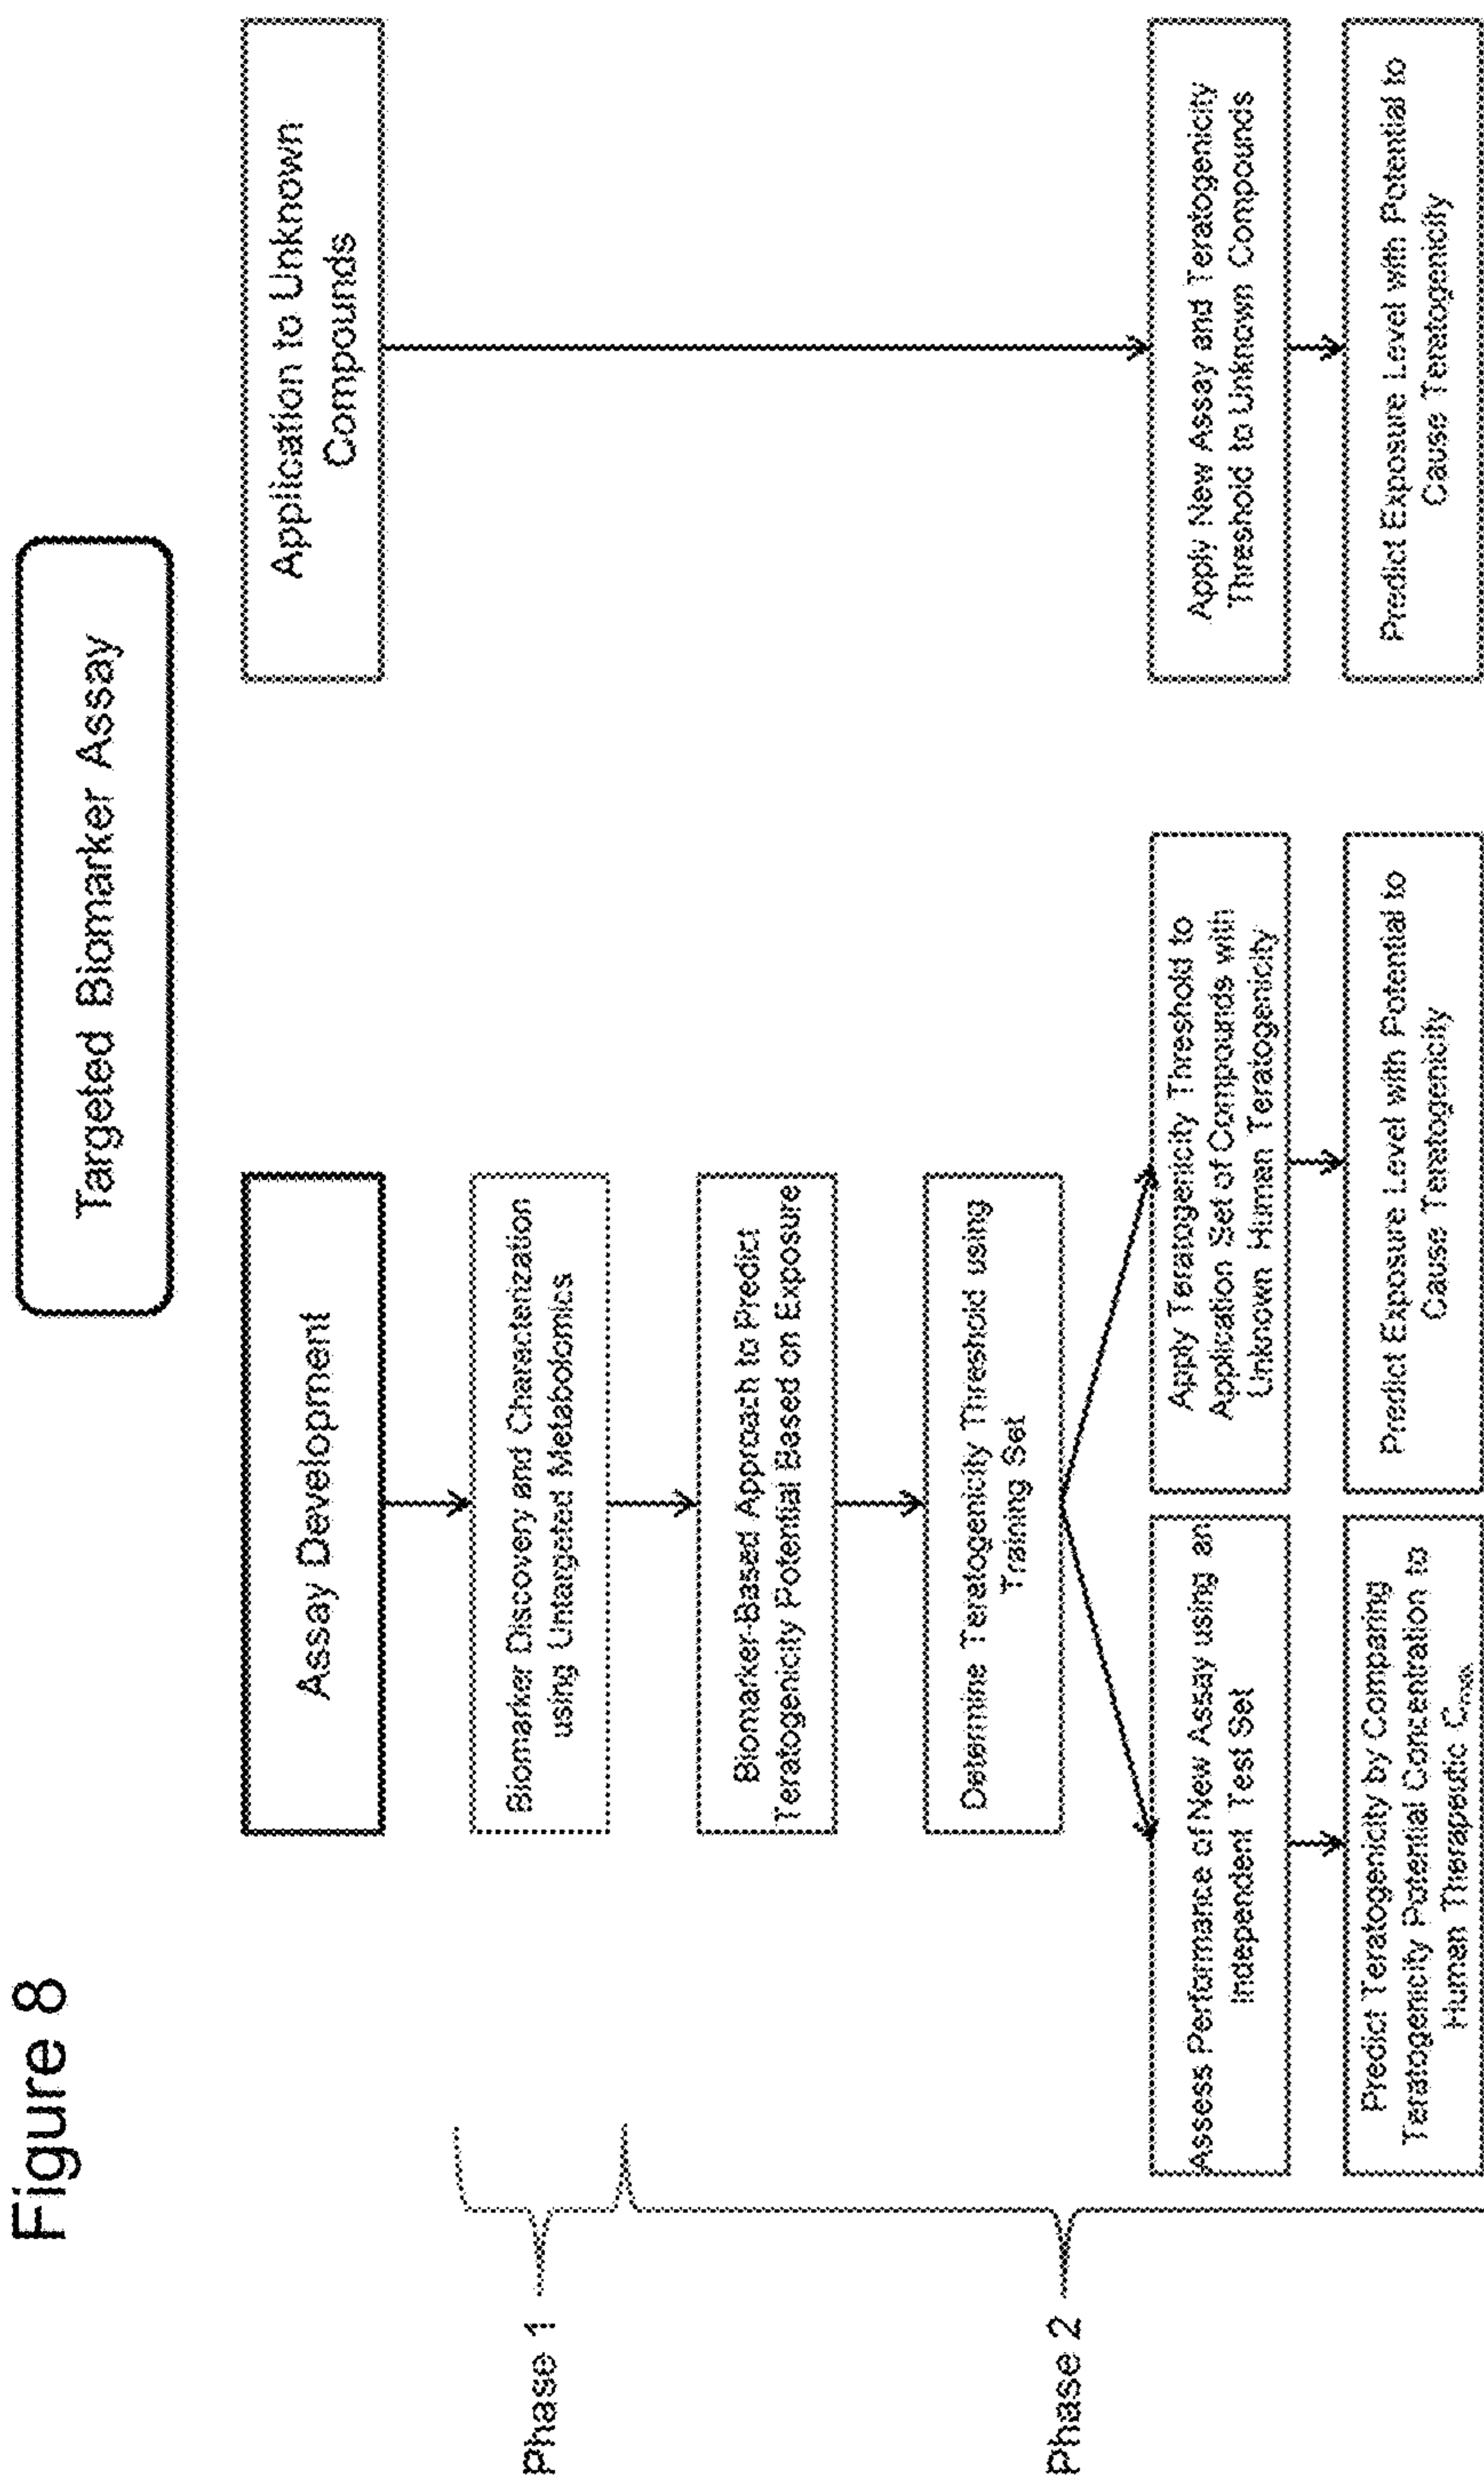 Figure 8
Targeted Biomarker Assay
Assay Development
Application to Unknown
Compounds
Phase 1
Biomarker Discovery and Characterization
using Untargeted Metabolomics
Biomarker-Based Approach to Predict
Teratogenicity Potential Based on Exposure
Phase 2
Determine Teratogenicity Threshold using
Training Set
Assess Performance of New Assay using an
Independent Test Set
Apply Teratogenicity Threshold to
Application Set of Compounds with
Unknown Human Teratogenicity
Apply New Assay and Teratogenicity
Threshold to Unknown Compounds
Predict Teratogenicity by Comparing
Teratogenicity Potential Concentration to
Human Therapeutic Cmax
Predict Exposure Level with Potential to
Cause Teratogenicity
Predict Exposure Level with Potential to
Cause Teratogenicity